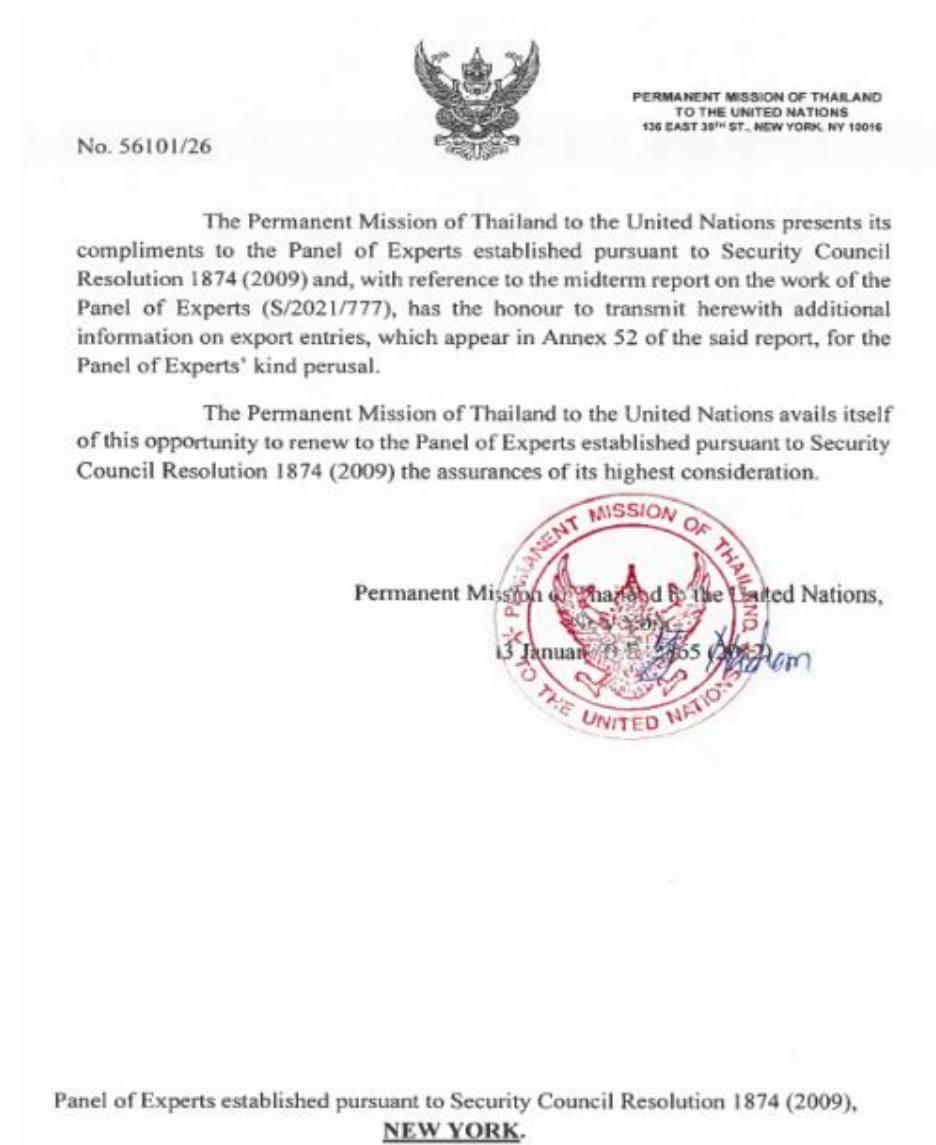 PERMANENT MISSION OF THAILAND
TO THE UNITED NATIONS
136 EAST 39TH ST., NEW YORK, NY 10016
No. 56101/26
The Permanent Mission of Thailand to the United Nations presents its
compliments to the Panel of Experts established pursuant to Security Council
Resolution 1874 (2009) and, with reference to the midterm report on the work of the
Panel of Experts (S/2021/777), has the honour to transmit herewith additional
information on export entries, which appear in Annex 52 of the said report, for the
Panel of Experts' kind perusal.
The Permanent Mission of Thailand to the United Nations avails itself
of this opportunity to renew to the Panel of Experts established pursuant to Security
Council Resolution 1874 (2009) the assurances of its highest consideration.
PERMANENT MISSION OF THAILAND
TO THE UNITED NATIONS
Permanent Mission of Thailand to the United Nations,
13 January
Panel of Experts established pursuant to Security Council Resolution 1874 (2009),
NEW YORK.